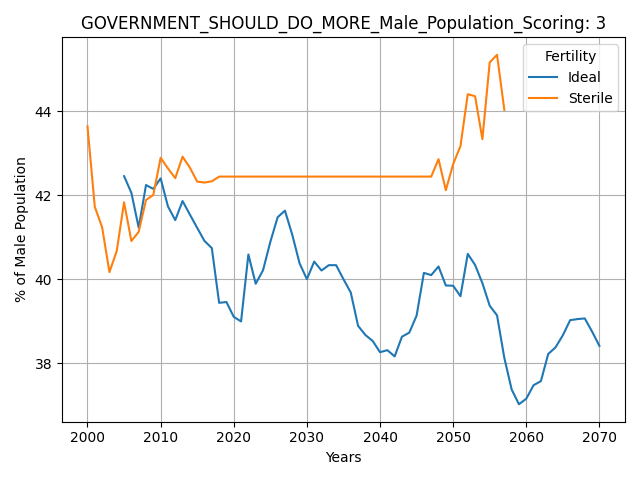 GOVERNMENT_SHOULD_DO_MORE_Male_Population_Scoring: 3
Fertility
Ideal
Sterile
% of Male Population
44
42
40
38
2000 2010 2020 2030 2040 2050 2060 2070
Years